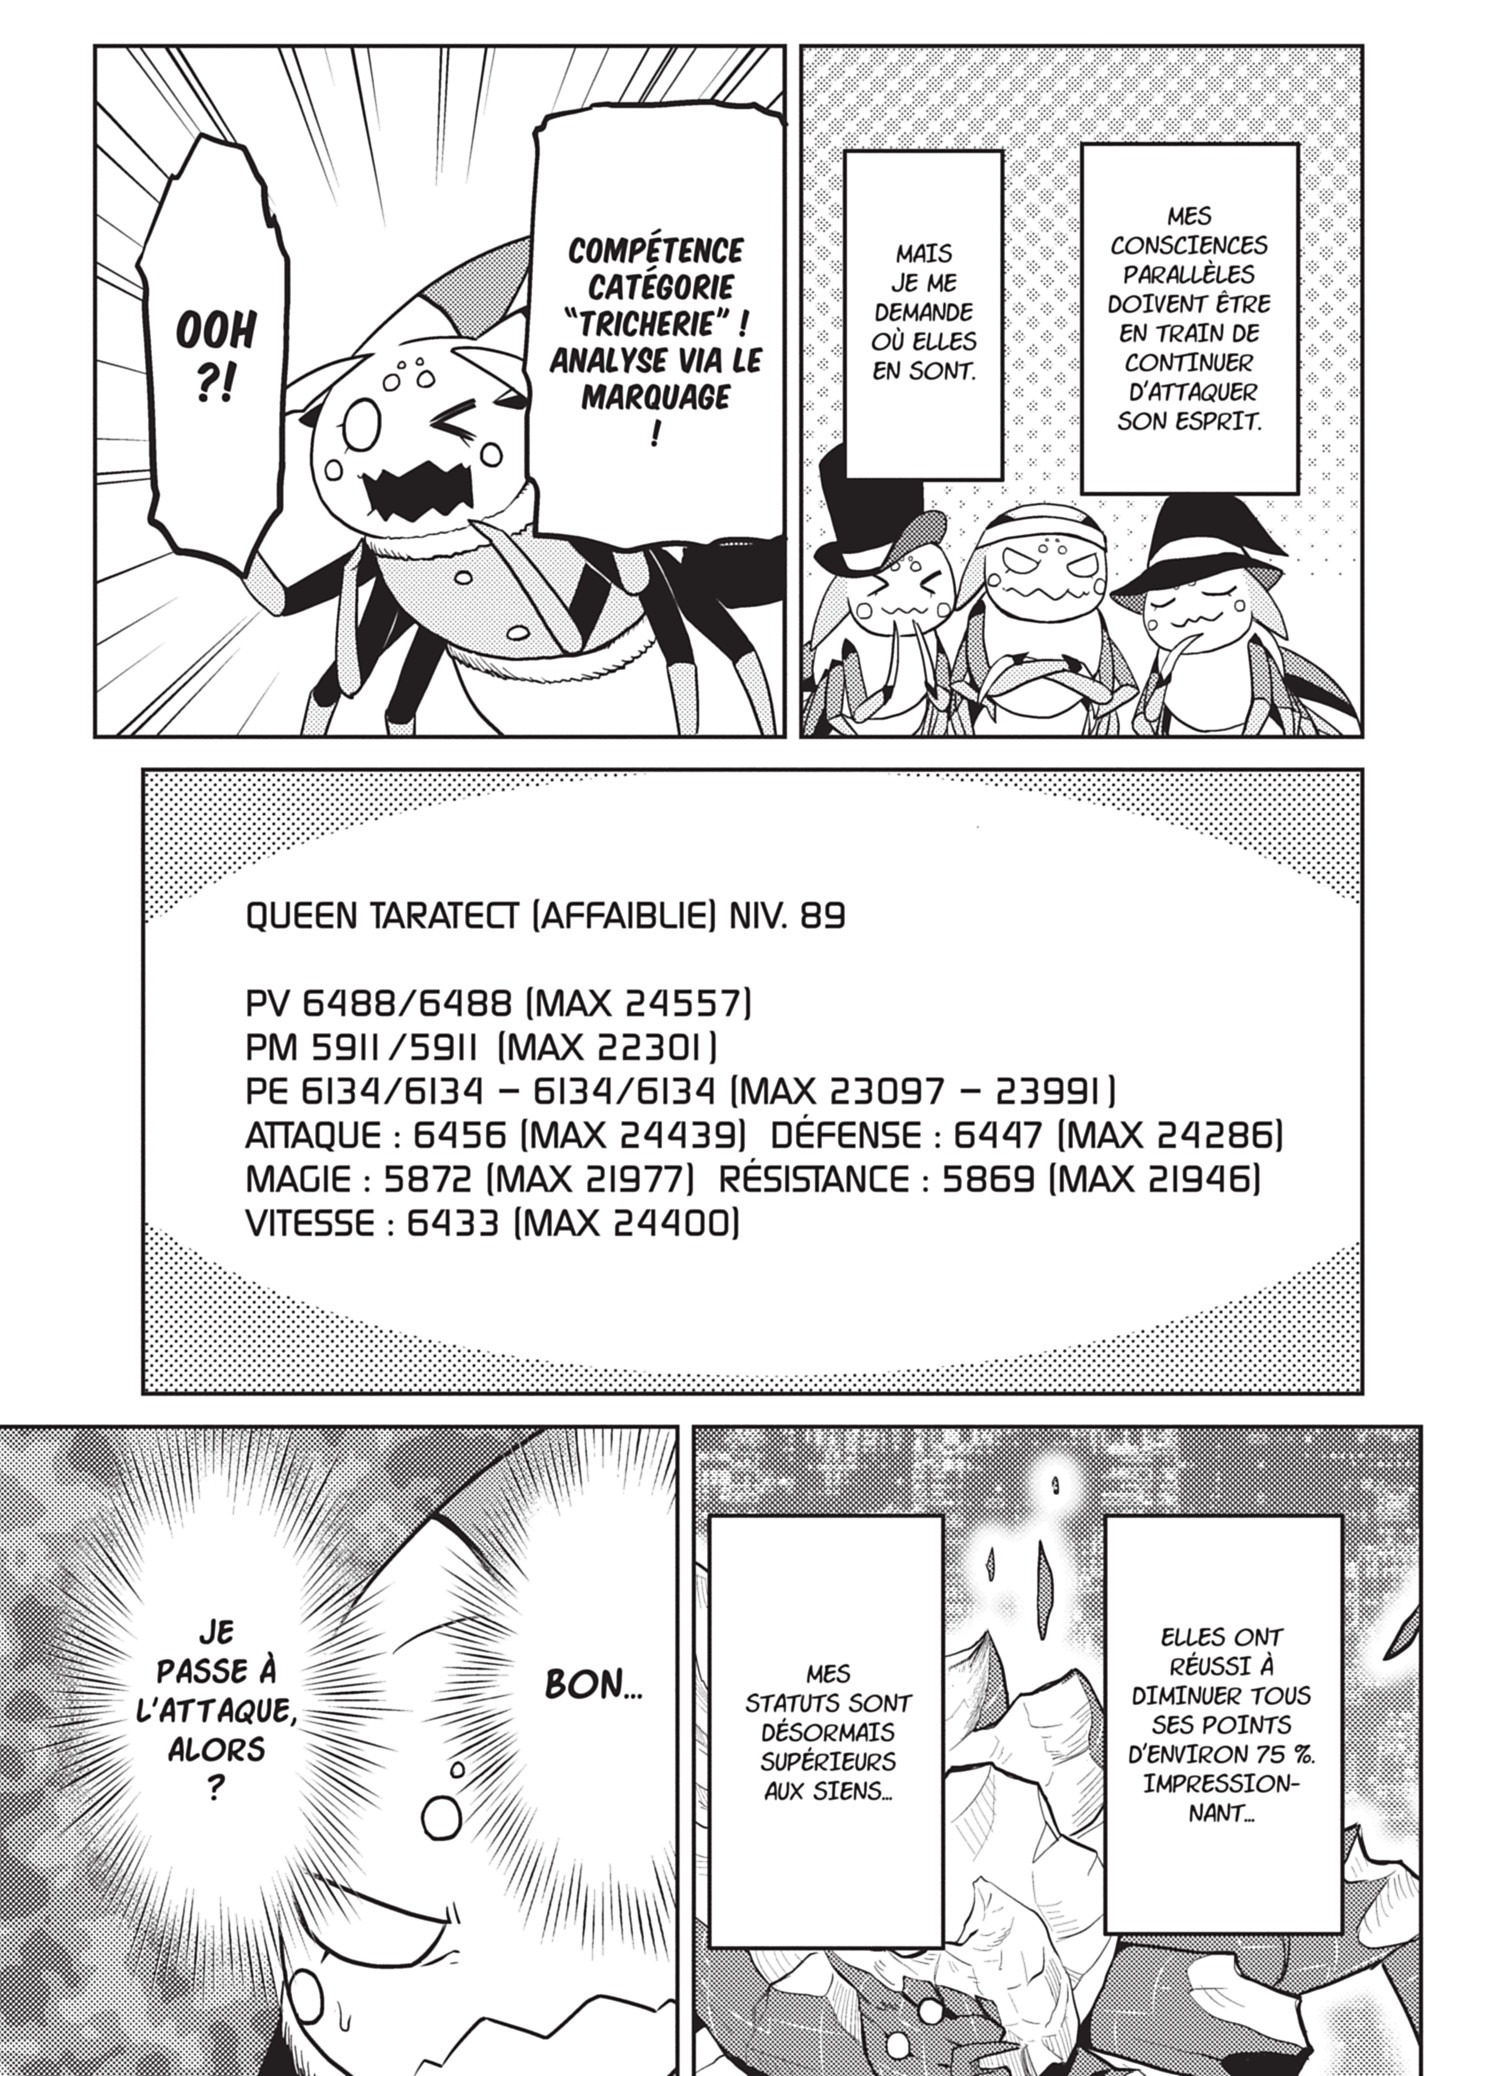 MES
CONSCIENCES
PARALLÈLES
DOIVENT ÊTRE
EN TRAIN DE
CONTINUER
D'ATTAQUER
SON ESPRIT.
MAIS
JE ME
DEMANDE
OÙ ELLES
EN SONT.
COMPÉTENCE
CATÉGORIE
“TRICHERIE” !
ANALYSE VIA LE
MARQUAGE
!
OOH
?!
QUEEN TARATECT (AFFAIBLIE) NIV. 89
PV 6488/6488 (MAX 24557)
PM 5911/5911 (MAX 22301)
PE 6134/6134 – 6134/6134 (MAX 23097 – 23991)
ATTAQUE : 6456 (MAX 24439) DÉFENSE : 6447 (MAX 24286)
MAGIE : 5872 (MAX 21977) RÉSISTANCE : 5869 (MAX 21946)
VITESSE : 6433 (MAX 24400)
ELLES ONT
RÉUSSI À
DIMINUER TOUS
SES POINTS
D'ENVIRON 75 %.
IMPRESSION-
NANT...
MES
STATUTS SONT
DÉSORMAIS
SUPÉRIEURS
AUX SIENS...
BON...
JE
PASSE À
L'ATTAQUE,
ALORS
?